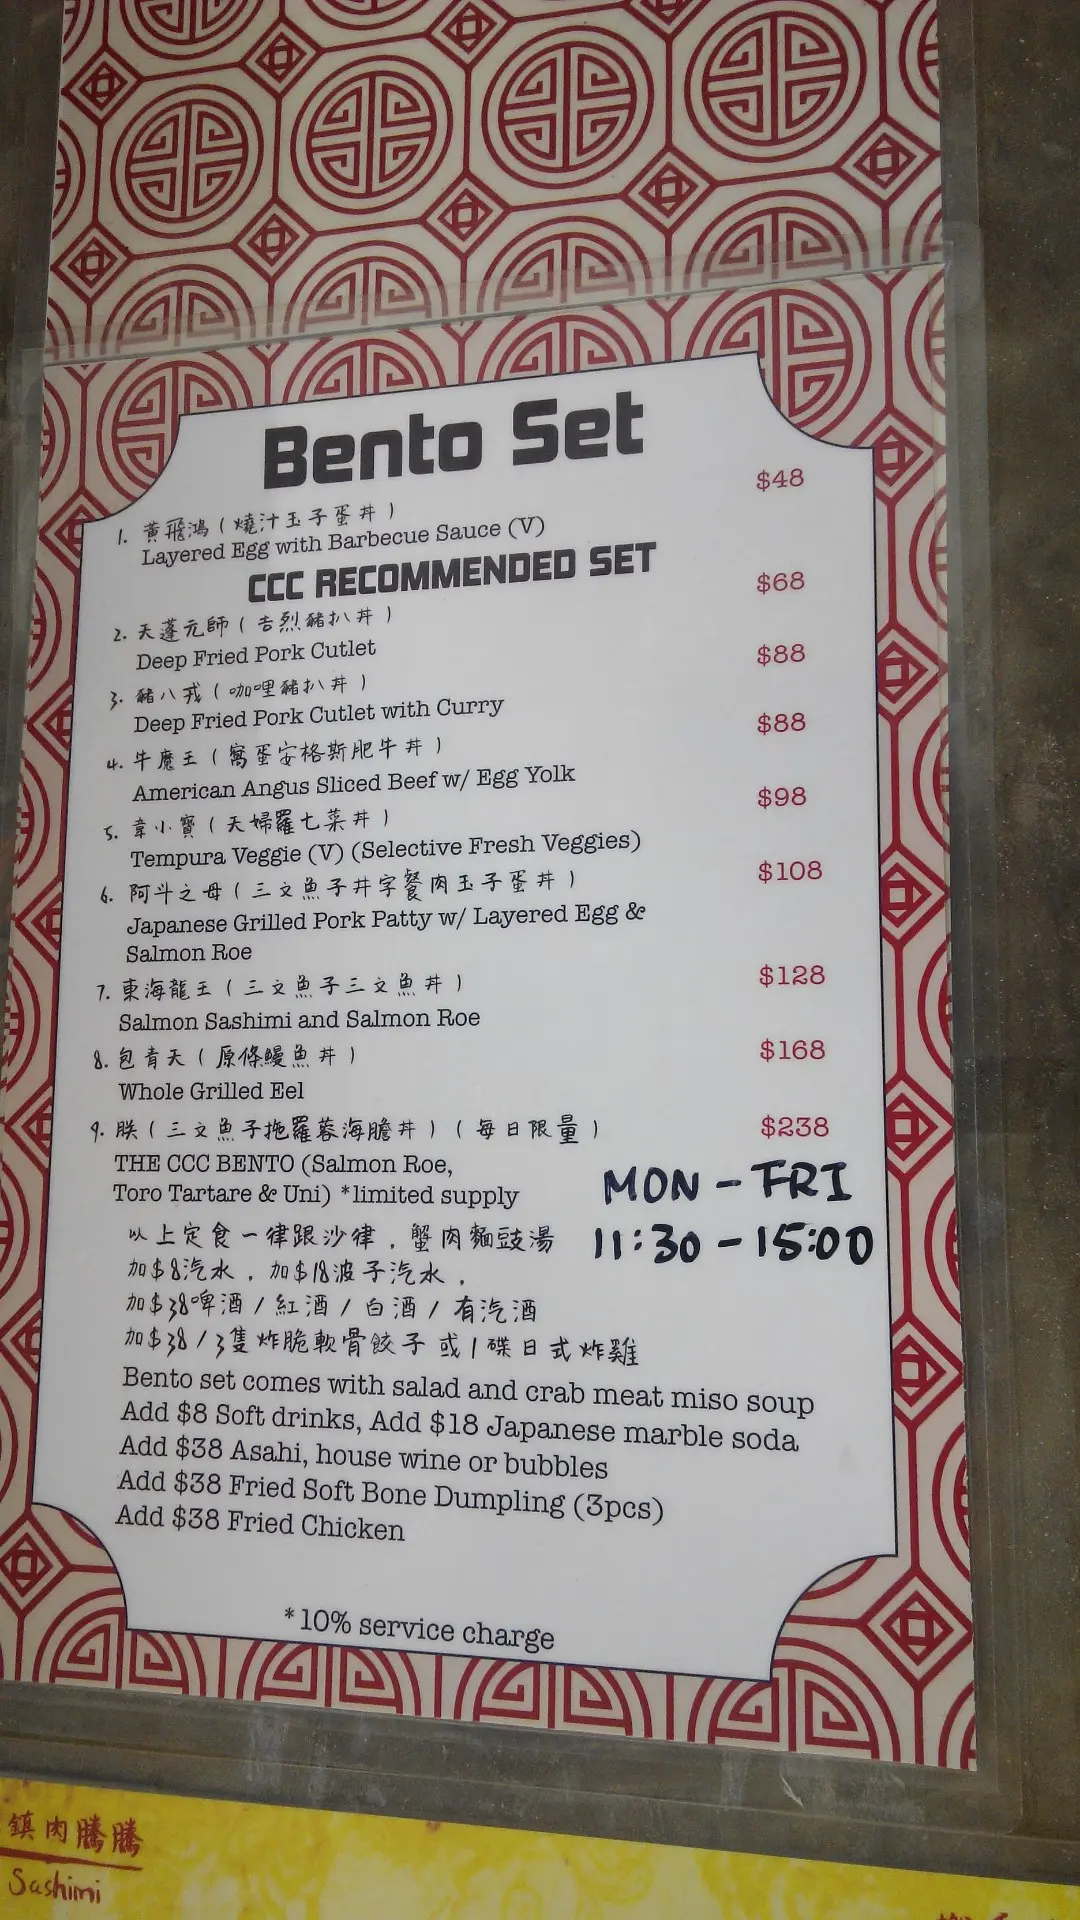 Bento Set
$48
1. 黃飛鴻 ( 燒汁玉子蛋丼 )
Layered Egg with Barbecue Sauce (V)
CCC RECOMMENDED SET
$68
2. 天蓬元師 ( 吉烈豬扒丼 )
Deep Fried Pork Cutlet
$88
3. 豬八戎 ( 咖哩豬扒丼 )
Deep Fried Pork Cutlet with Curry
$88
4. 牛魔王 ( 窩蛋安格斯肥牛丼 )
American Angus Sliced Beef w/ Egg Yolk
$98
5. 韋小寶 ( 天婦羅七菜丼 )
Tempura Veggie (V) (Selective Fresh Veggies)
$108
6. 阿斗之母 ( 三文魚子井字餐肉玉子蛋丼 )
Japanese Grilled Pork Patty w/ Layered Egg &
Salmon Roe
$128
7. 東海龍王 ( 三文魚子三文魚丼 )
Salmon Sashimi and Salmon Roe
$168
8. 包青天 ( 原條鰻魚丼 )
Whole Grilled Eel
$238
9. 朕 ( 三文魚子拖羅蓉海膽丼 ) ( 每日限量 )
THE CCC BENTO (Salmon Roe,
Toro Tartare & Uni) *limited supply
MON - FRI
11:30 - 15:00
以上定食一律跟沙律 , 蟹肉麵豉湯
加$8汽水 , 加$18波子汽水 ,
加$38啤酒 / 紅酒 / 白酒 / 有汽酒
加$38 / 3隻炸脆軟骨餃子 或 1 碟日式炸雞
Bento set comes with salad and crab meat miso soup
Add $8 Soft drinks, Add $18 Japanese marble soda
Add $38 Asahi, house wine or bubbles
Add $38 Fried Soft Bone Dumpling (3pcs)
Add $38 Fried Chicken
*10% service charge
鎮肉騰騰
Sashimi